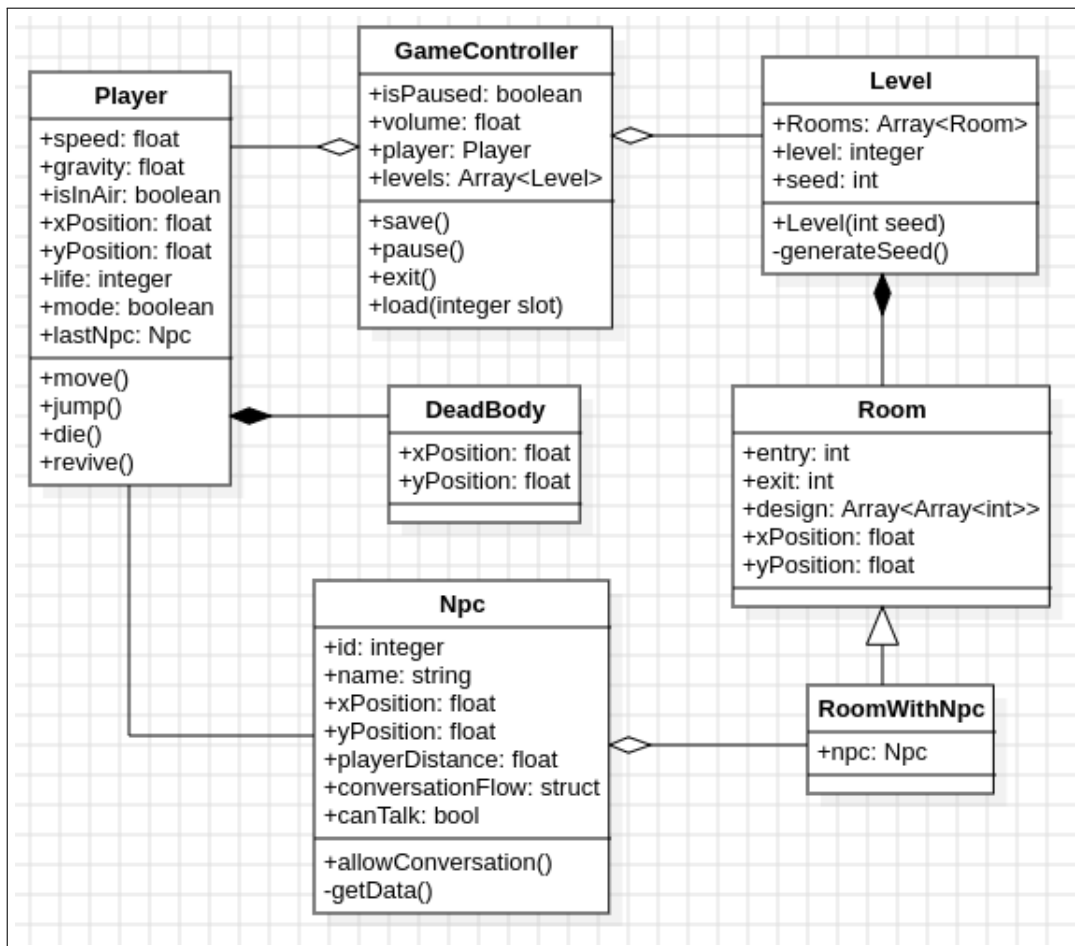 Player
+speed: float
+gravity: float
+isInAir: boolean
+xPosition: float
+yPosition: float
+life: integer
+mode: boolean
+lastNpc: Npc
+move()
+jump()
+die()
+revive()
GameController
+isPaused: boolean
+volume: float
+player: Player
+levels: Array<Level>
+save()
+pause()
+exit()
+load(integer slot)
Level
+Rooms: Array<Room>
+level: integer
+seed: int
+Level(int seed)
-generateSeed()
DeadBody
+xPosition: float
+yPosition: float
Room
+entry: int
+exit: int
+design: Array<Array<int>>
+xPosition: float
+yPosition: float
Npc
+id: integer
+name: string
+xPosition: float
+yPosition: float
+playerDistance: float
+conversationFlow: struct
+canTalk: bool
+allowConversation()
-getData()
RoomWithNpc
+npc: Npc